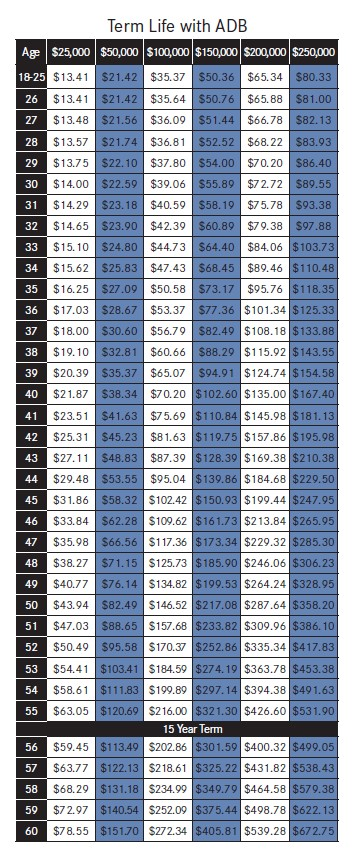 Term Life with ADB
Age $25,000 $50,000 $100,000 $150,000 $200,000 $250,000
18-25 $13.41 $21.42 $35.37 $50.36 $65.34 $80.33
26 $13.41 $21.42 $35.64 $50.76 $65.88 $81.00
27 $13.48 $21.56 $36.09 $51.44 $66.78 $82.13
28 $13.57 $21.74 $36.81 $52.52 $68.22 $83.93
29 $13.75 $22.10 $37.80 $54.00 $70.20 $86.40
30 $14.00 $22.59 $39.06 $55.89 $72.72 $89.55
31 $14.29 $23.18 $40.59 $58.19 $75.78 $93.38
32 $14.65 $23.90 $42.39 $60.89 $79.38 $97.88
33 $15.10 $24.80 $44.73 $64.40 $84.06 $103.73
34 $15.62 $25.83 $47.43 $68.45 $89.46 $110.48
35 $16.25 $27.09 $50.58 $73.17 $95.76 $118.35
36 $17.03 $28.67 $53.37 $77.36 $101.34 $125.33
37 $18.00 $30.60 $56.79 $82.49 $108.18 $133.88
38 $19.10 $32.81 $60.66 $88.29 $115.92 $143.55
39 $20.39 $35.37 $65.07 $94.91 $124.74 $154.58
40 $21.87 $38.34 $70.20 $102.60 $135.00 $167.40
41 $23.51 $41.63 $75.69 $110.84 $145.98 $181.13
42 $25.31 $45.23 $81.63 $119.75 $157.86 $195.98
43 $27.11 $48.83 $87.39 $128.39 $169.38 $210.38
44 $29.48 $53.55 $95.04 $139.86 $184.68 $229.50
45 $31.86 $58.32 $102.42 $150.93 $199.44 $247.95
46 $33.84 $62.28 $109.62 $161.73 $213.84 $265.95
47 $35.98 $66.56 $117.36 $173.34 $229.32 $285.30
48 $38.27 $71.15 $125.73 $185.90 $246.06 $306.23
49 $40.77 $76.14 $134.82 $199.53 $264.24 $328.95
50 $43.94 $82.49 $146.52 $217.08 $287.64 $358.20
51 $47.03 $88.65 $157.68 $233.82 $309.96 $386.10
52 $50.49 $95.58 $170.37 $252.86 $335.34 $417.83
53 $54.41 $103.41 $184.59 $274.19 $363.78 $453.38
54 $58.61 $111.83 $199.89 $297.14 $394.38 $491.63
55 $63.05 $120.69 $216.00 $321.30 $426.60 $531.90
15 Year Term
56 $59.45 $113.49 $202.86 $301.59 $400.32 $499.05
57 $63.77 $122.13 $218.61 $325.22 $431.82 $538.43
58 $68.29 $131.18 $234.99 $349.79 $464.58 $579.38
59 $72.97 $140.54 $252.09 $375.44 $498.78 $622.13
60 $78.55 $151.70 $272.34 $405.81 $539.28 $672.75